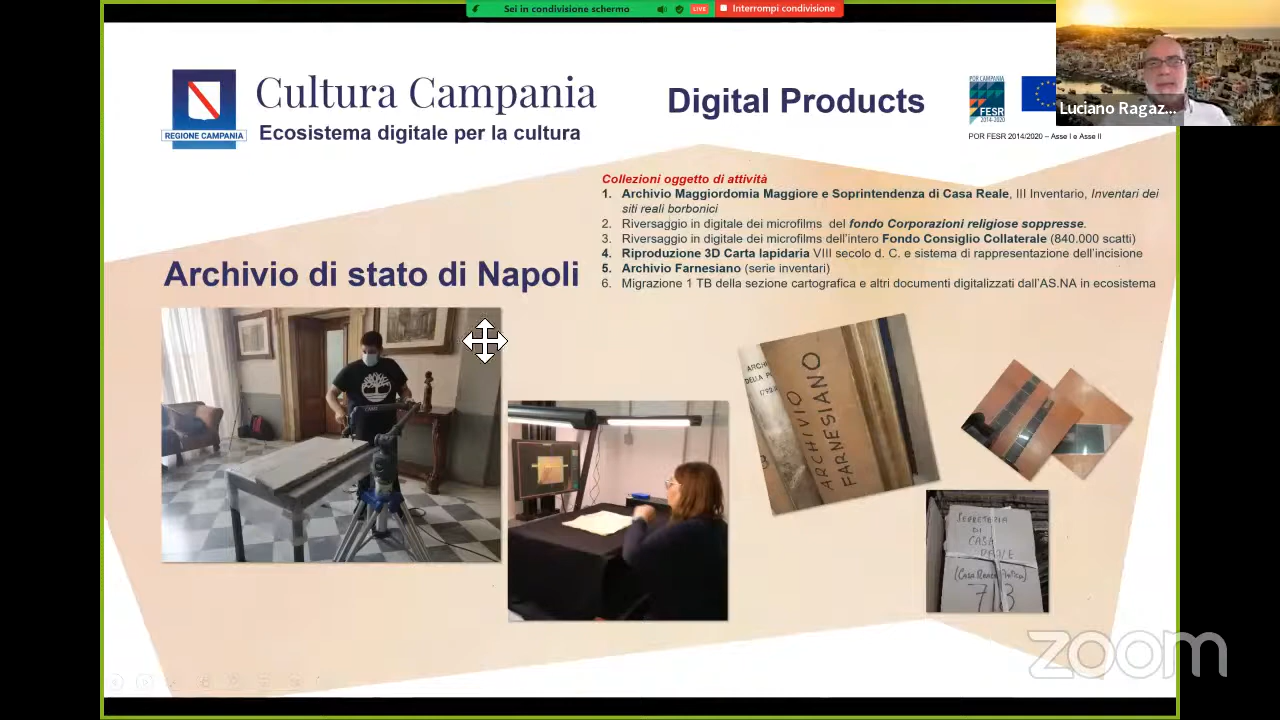 Sei in condivisione schermo
LIVE
Interrompi condivisione
Cultura Campania
Digital Products
REGIONE CAMPANIA
Ecosistema digitale per la cultura
POR CAMPANIA
FESR
2014-2020
POR FESR 2014/2020 – Asse I e Asse II
Luciano Ragaz...
Collezioni oggetto di attività
1. Archivio Maggiordomia Maggiore e Soprintendenza di Casa Reale, III Inventario, Inventari dei
siti reali borbonici
2. Riversaggio in digitale dei microfilms del fondo Corporazioni religiose soppresse.
3. Riversaggio in digitale dei microfilms dell'intero Fondo Consiglio Collaterale (840.000 scatti)
4. Riproduzione 3D Carta lapidaria VIII secolo d. C. e sistema di rappresentazione dell'incisione
5. Archivio Farnesiano (serie inventari)
6. Migrazione 1 TB della sezione cartografica e altri documenti digitalizzati dall'AS.NA in ecosistema
Archivio di stato di Napoli
ARCHIVIO
FARNESIANO
DI
CASA
73
zoom